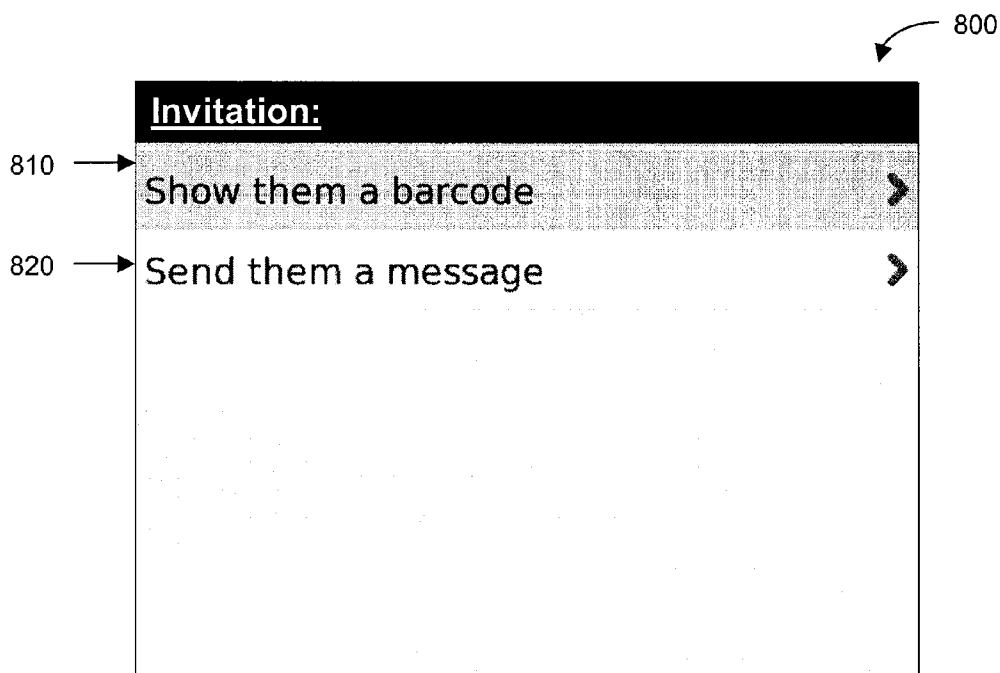 800
Invitation:
810
Show them a barcode
820
Send them a message